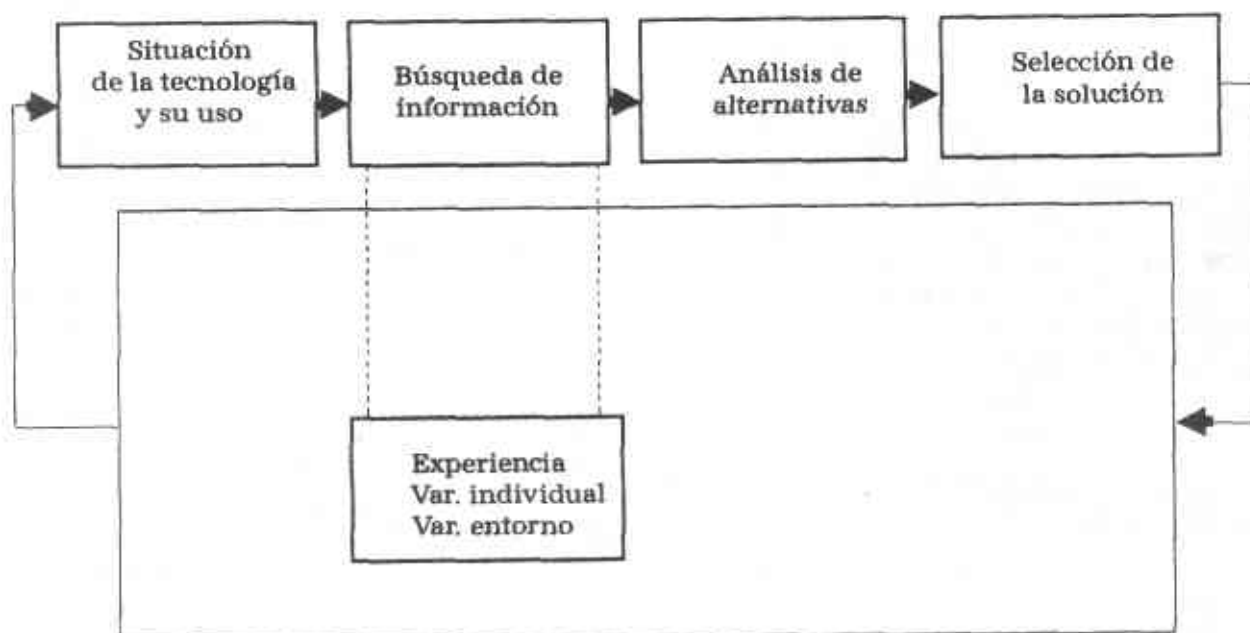 Situación
de la tecnología
y su uso
Búsqueda de
información
Análisis de
alternativas
Selección de
la solución
Experiencia
Var. individual
Var. entorno